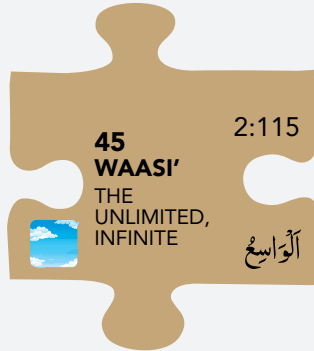 2:115
45
WAASI’
THE
UNLIMITED,
INFINITE
اَلْوَاسِعُ